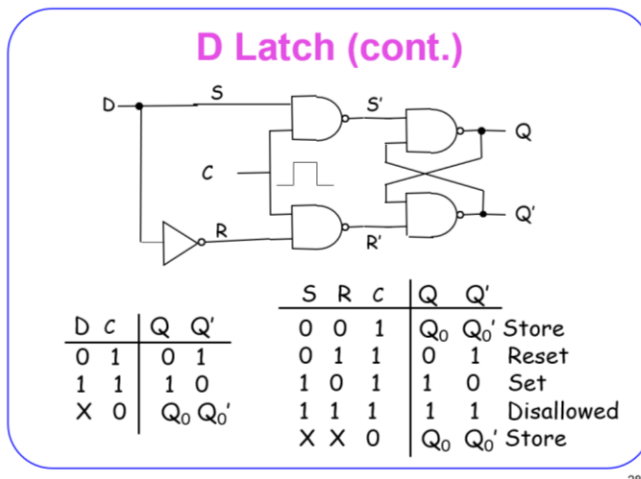 D Latch (cont.)
D S S' Q
C
R R' Q'
D C Q Q'
0 1 0 1
1 1 1 0
X 0 Q₀ Q₀'
S R C Q Q'
0 0 1 Q₀ Q₀' Store
0 1 1 0 1 Reset
1 0 1 1 0 Set
1 1 1 1 1 Disallowed
X X 0 Q₀ Q₀' Store